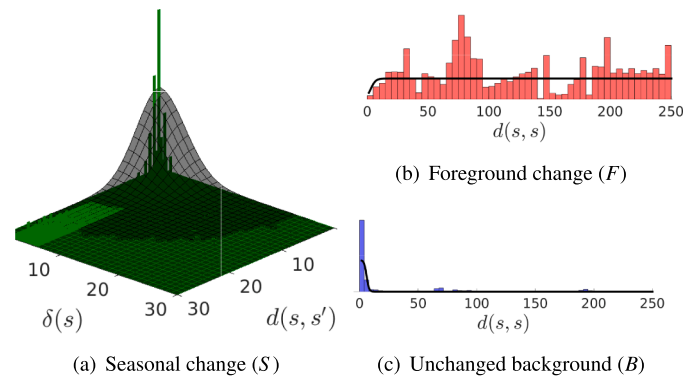 0 50 100 150 200 250
d(s, s)
(b) Foreground change (F)
10 20 30
δ(s)
30 20 10
d(s, s′)
(a) Seasonal change (S)
0 50 100 150 200 250
d(s, s)
(c) Unchanged background (B)